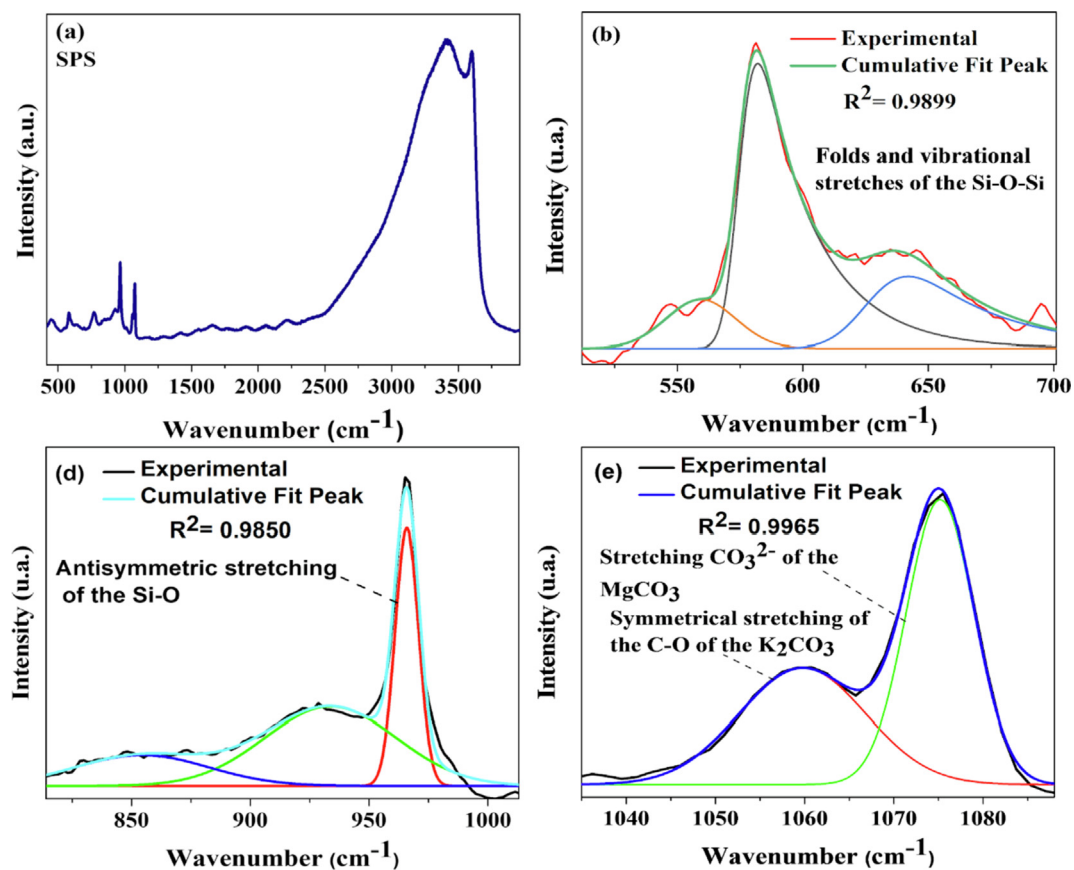 (a)
SPS
Intensity (a.u.)
500 1000 1500 2000 2500 3000 3500
Wavenumber (cm-1)
(b)
Experimental
Cumulative Fit Peak
R2= 0.9899
Folds and vibrational
stretches of the Si-O-Si
Intensity (u.a.)
550 600 650 700
Wavenumber (cm-1)
(d)
Experimental
Cumulative Fit Peak
R2= 0.9850
Antisymmetric stretching
of the Si-O
Intensity (u.a.)
850 900 950 1000
Wavenumber (cm-1)
(e)
Experimental
Cumulative Fit Peak
R2= 0.9965
Stretching CO32- of the
MgCO3
Symmetrical stretching of
the C-O of the K2CO3
Intensity (u.a.)
1040 1050 1060 1070 1080
Wavenumber (cm-1)